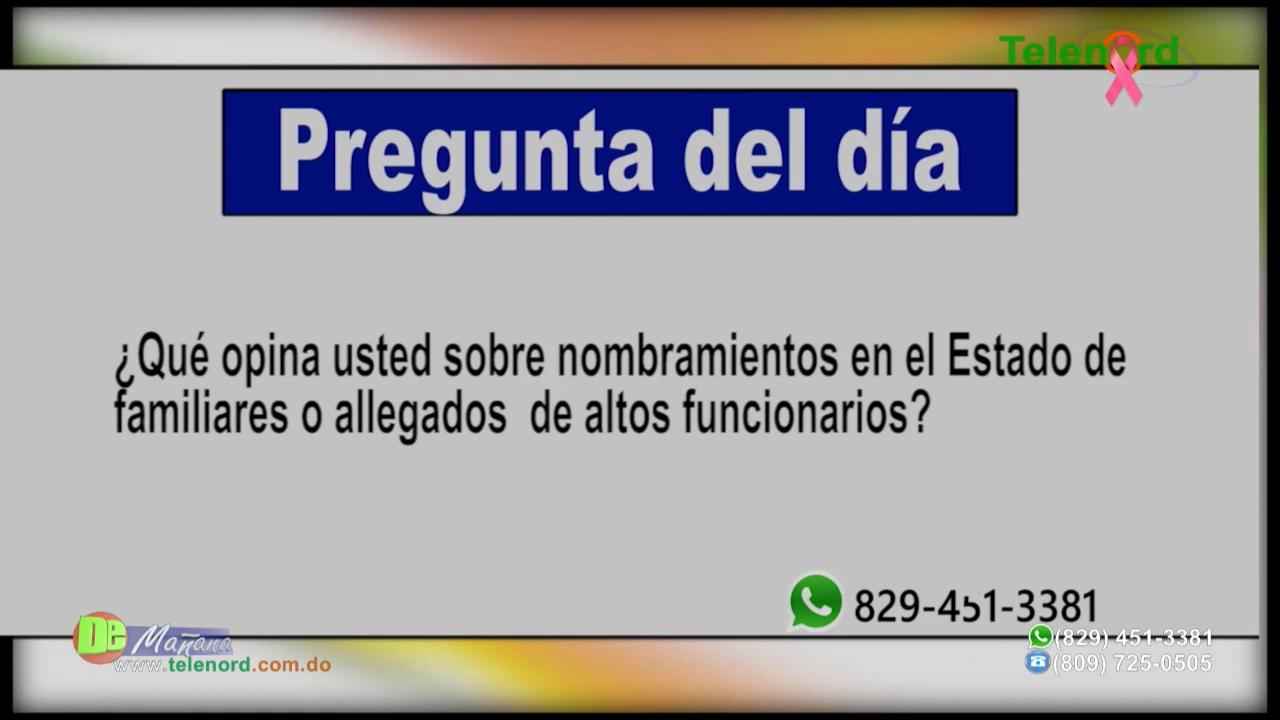 Telenord
Pregunta del día
¿Qué opina usted sobre nombramientos en el Estado de
familiares o allegados de altos funcionarios?
829-451-3381
De Mañana
(829) 451-3381
www.telenord.com.do
(809) 725-0505